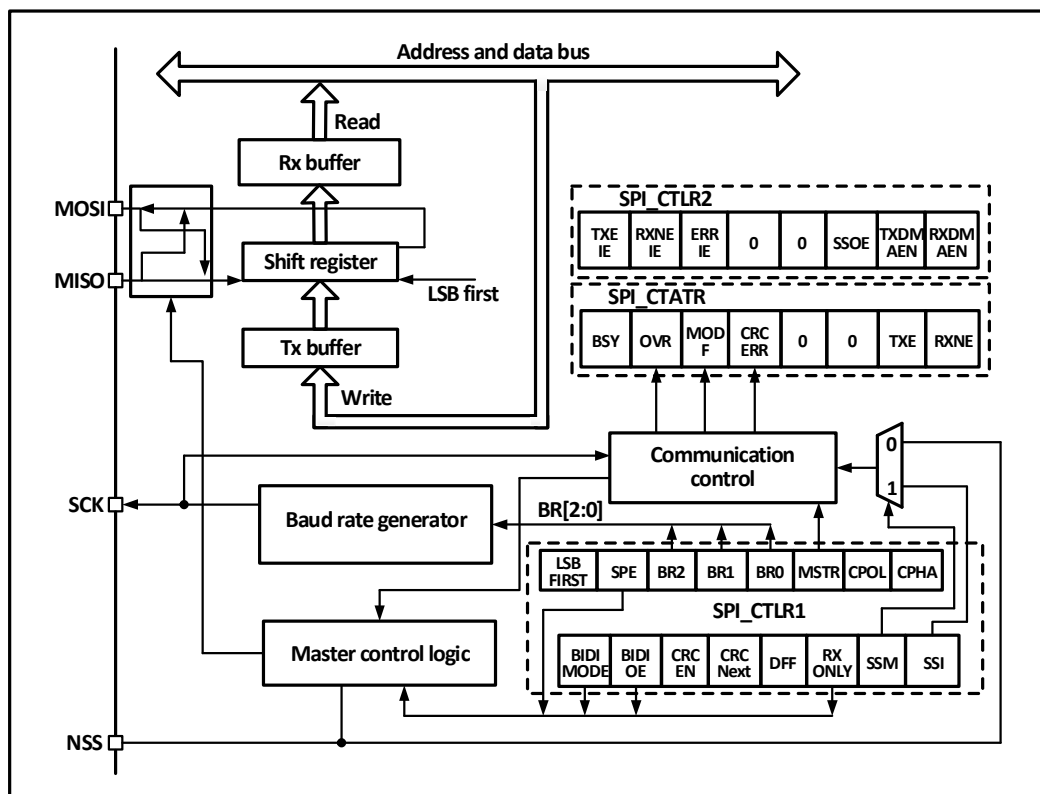 Address and data bus
Read
Rx buffer
MOSI
SPI_CTLR2
TXE IE
RXNE IE
ERR IE
0
0
SSOE
TXDM AEN
RXDM AEN
Shift register
MISO
LSB first
SPI_CTATR
BSY
OVR
MOD F
CRC ERR
0
0
TXE
RXNE
Tx buffer
Write
Communication control
0
1
SCK
Baud rate generator
BR[2:0]
LSB FIRST
SPE
BR2
BR1
BR0
MSTR
CPOL
CPHA
SPI_CTLR1
Master control logic
BIDI MODE
BIDI OE
CRC EN
CRC Next
DFF
RX ONLY
SSM
SSI
NSS